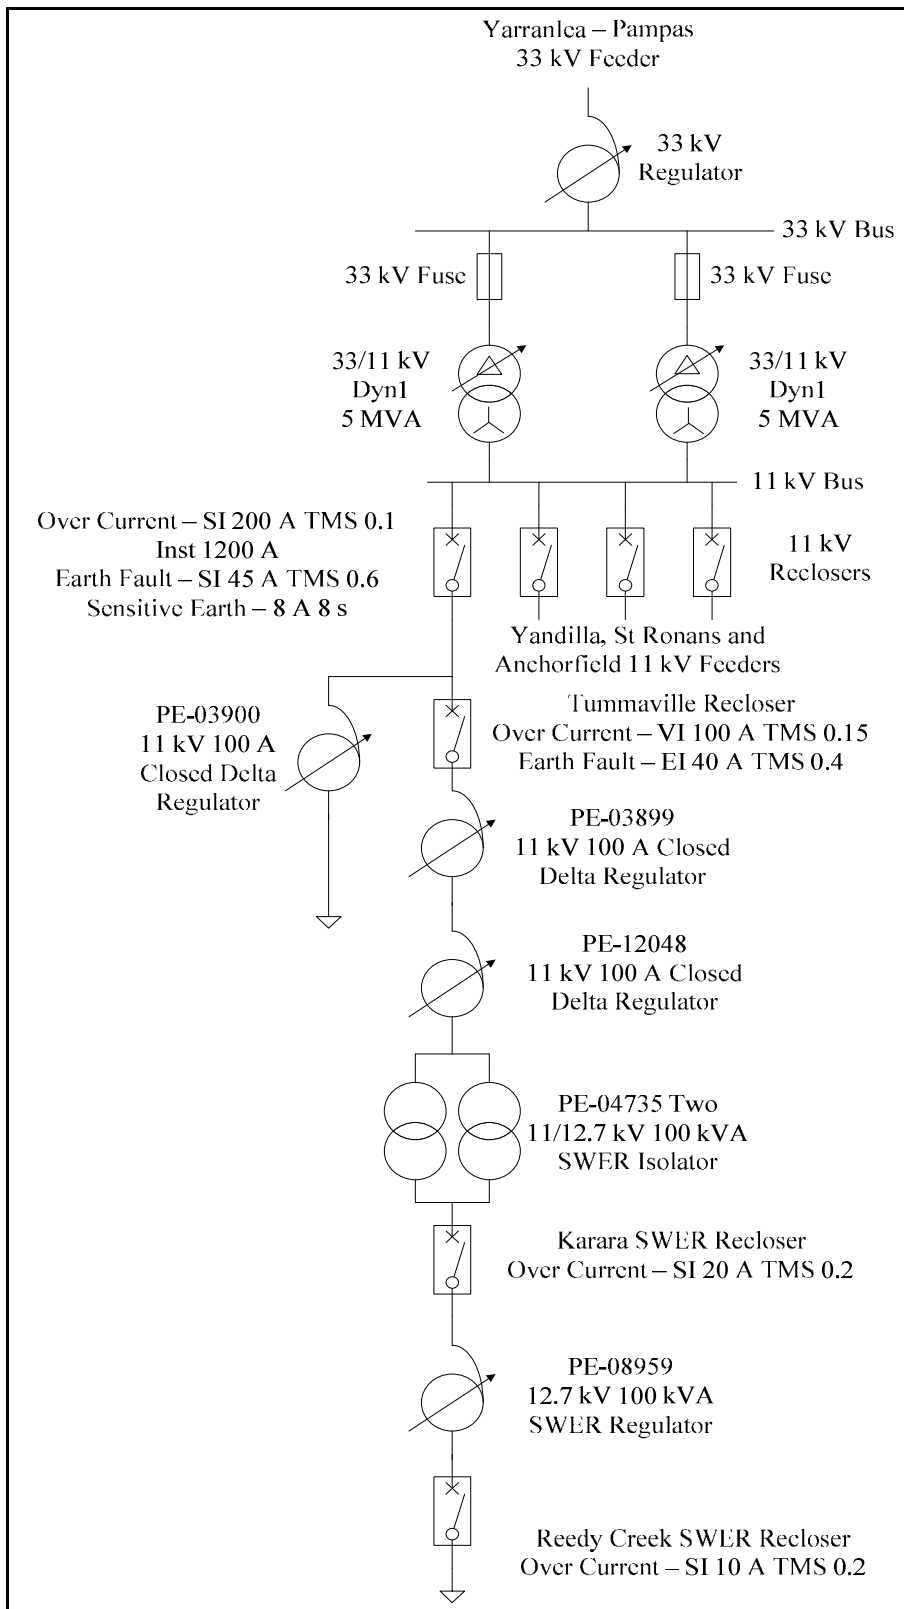 Yarranlea – Pampas
33 kV Feeder
33 kV
Regulator
33 kV Bus
33 kV Fuse
33 kV Fuse
33/11 kV
Dyn1
5 MVA
33/11 kV
Dyn1
5 MVA
11 kV Bus
Over Current – SI 200 A TMS 0.1
Inst 1200 A
Earth Fault – SI 45 A TMS 0.6
Sensitive Earth – 8 A 8 s
11 kV
Reclosers
Yandilla, St Ronans and
Anchorfield 11 kV Feeders
PE-03900
11 kV 100 A
Closed Delta
Regulator
Tummaville Recloser
Over Current – VI 100 A TMS 0.15
Earth Fault – EI 40 A TMS 0.4
PE-03899
11 kV 100 A Closed
Delta Regulator
PE-12048
11 kV 100 A Closed
Delta Regulator
PE-04735 Two
11/12.7 kV 100 kVA
SWER Isolator
Karara SWER Recloser
Over Current – SI 20 A TMS 0.2
PE-08959
12.7 kV 100 kVA
SWER Regulator
Reedy Creek SWER Recloser
Over Current – SI 10 A TMS 0.2